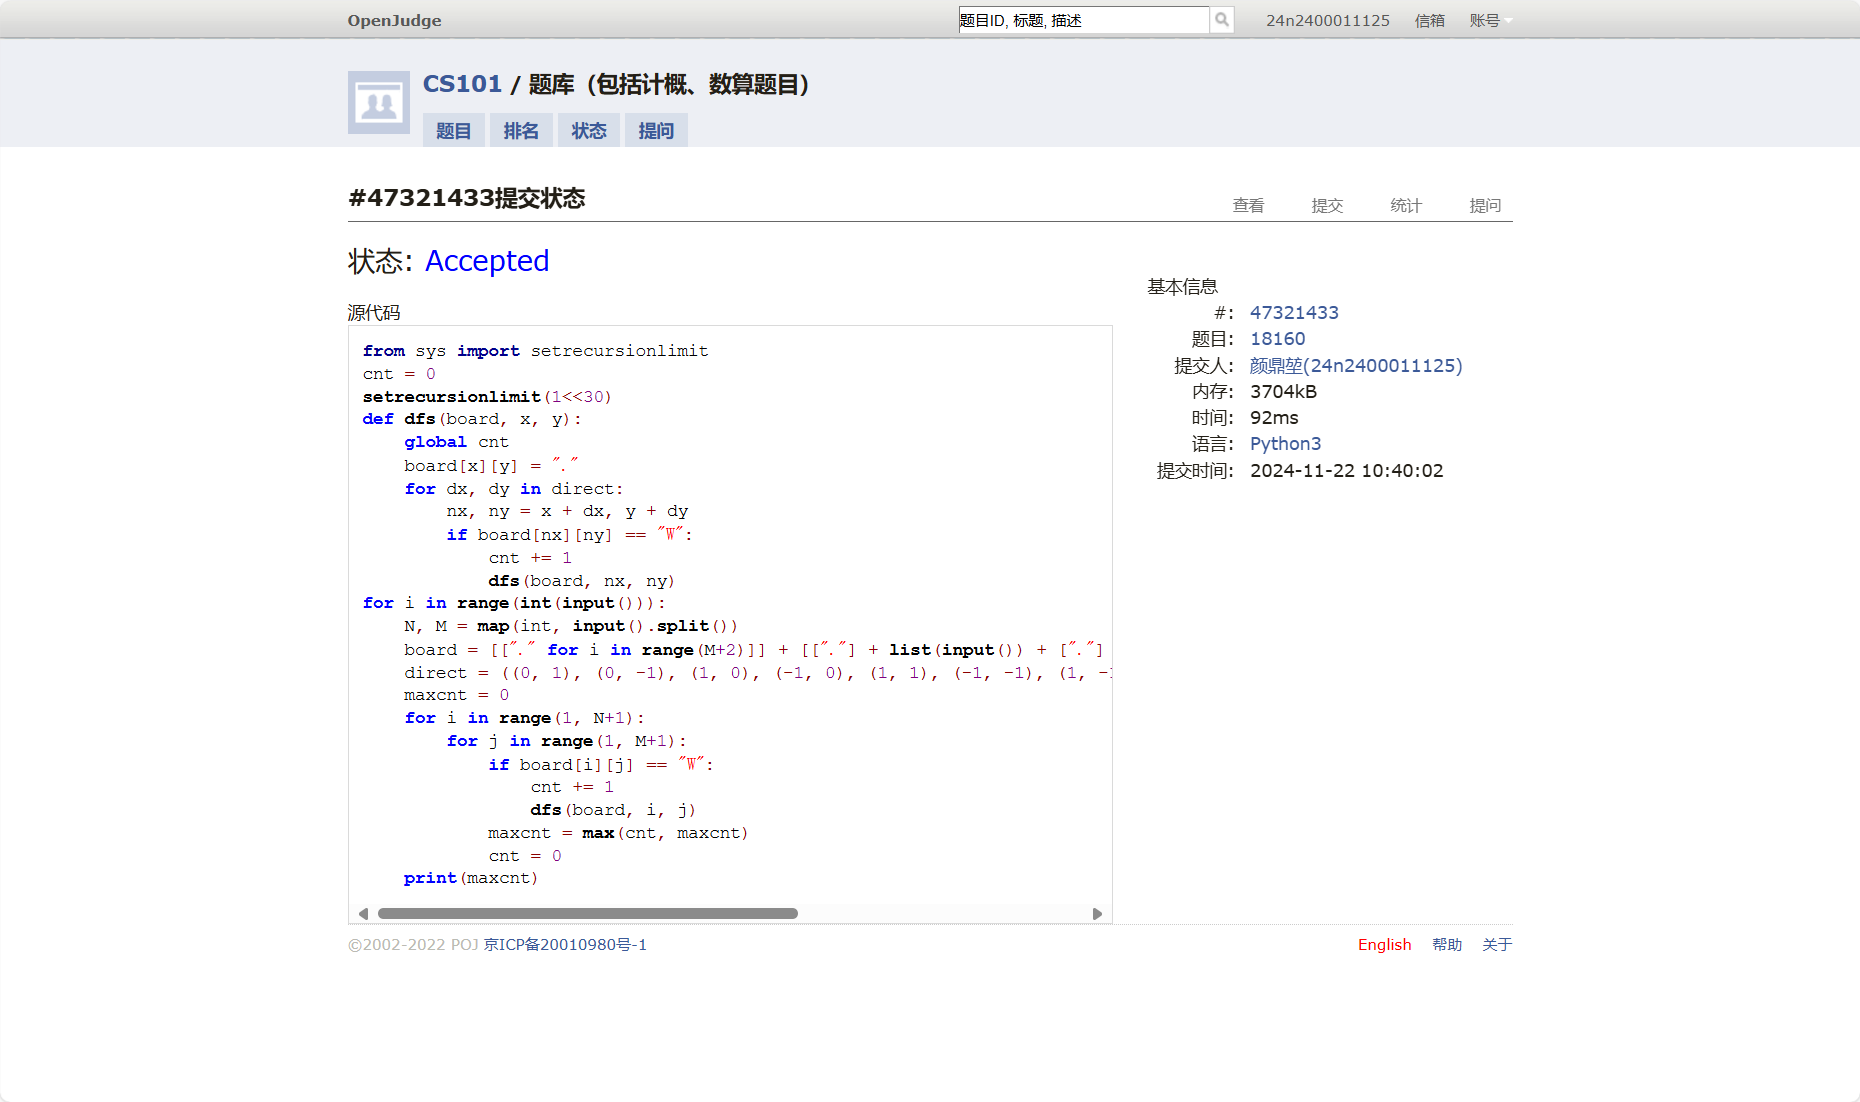 OpenJudge
题目ID, 标题, 描述
24n2400011125 信箱 账号
CS101 / 题库（包括计概、数算题目）
题目 排名 状态 提问
#47321433提交状态
查看 提交 统计 提问
状态: Accepted
源代码
from sys import setrecursionlimit
cnt = 0
setrecursionlimit(1<<30)
def dfs(board, x, y):
    global cnt
    board[x][y] = "."
    for dx, dy in direct:
        nx, ny = x + dx, y + dy
        if board[nx][ny] == "W":
            cnt += 1
            dfs(board, nx, ny)
for i in range(int(input())):
    N, M = map(int, input().split())
    board = [["." for i in range(M+2)]] + [["."] + list(input()) + ["."]
    direct = ((0, 1), (0, -1), (1, 0), (-1, 0), (1, 1), (-1, -1), (1, -1
    maxcnt = 0
    for i in range(1, N+1):
        for j in range(1, M+1):
            if board[i][j] == "W":
                cnt += 1
                dfs(board, i, j)
            maxcnt = max(cnt, maxcnt)
            cnt = 0
    print(maxcnt)
基本信息
#: 47321433
题目: 18160
提交人: 颜鼎堃(24n2400011125)
内存: 3704kB
时间: 92ms
语言: Python3
提交时间: 2024-11-22 10:40:02
©2002-2022 POJ 京ICP备20010980号-1
English 帮助 关于